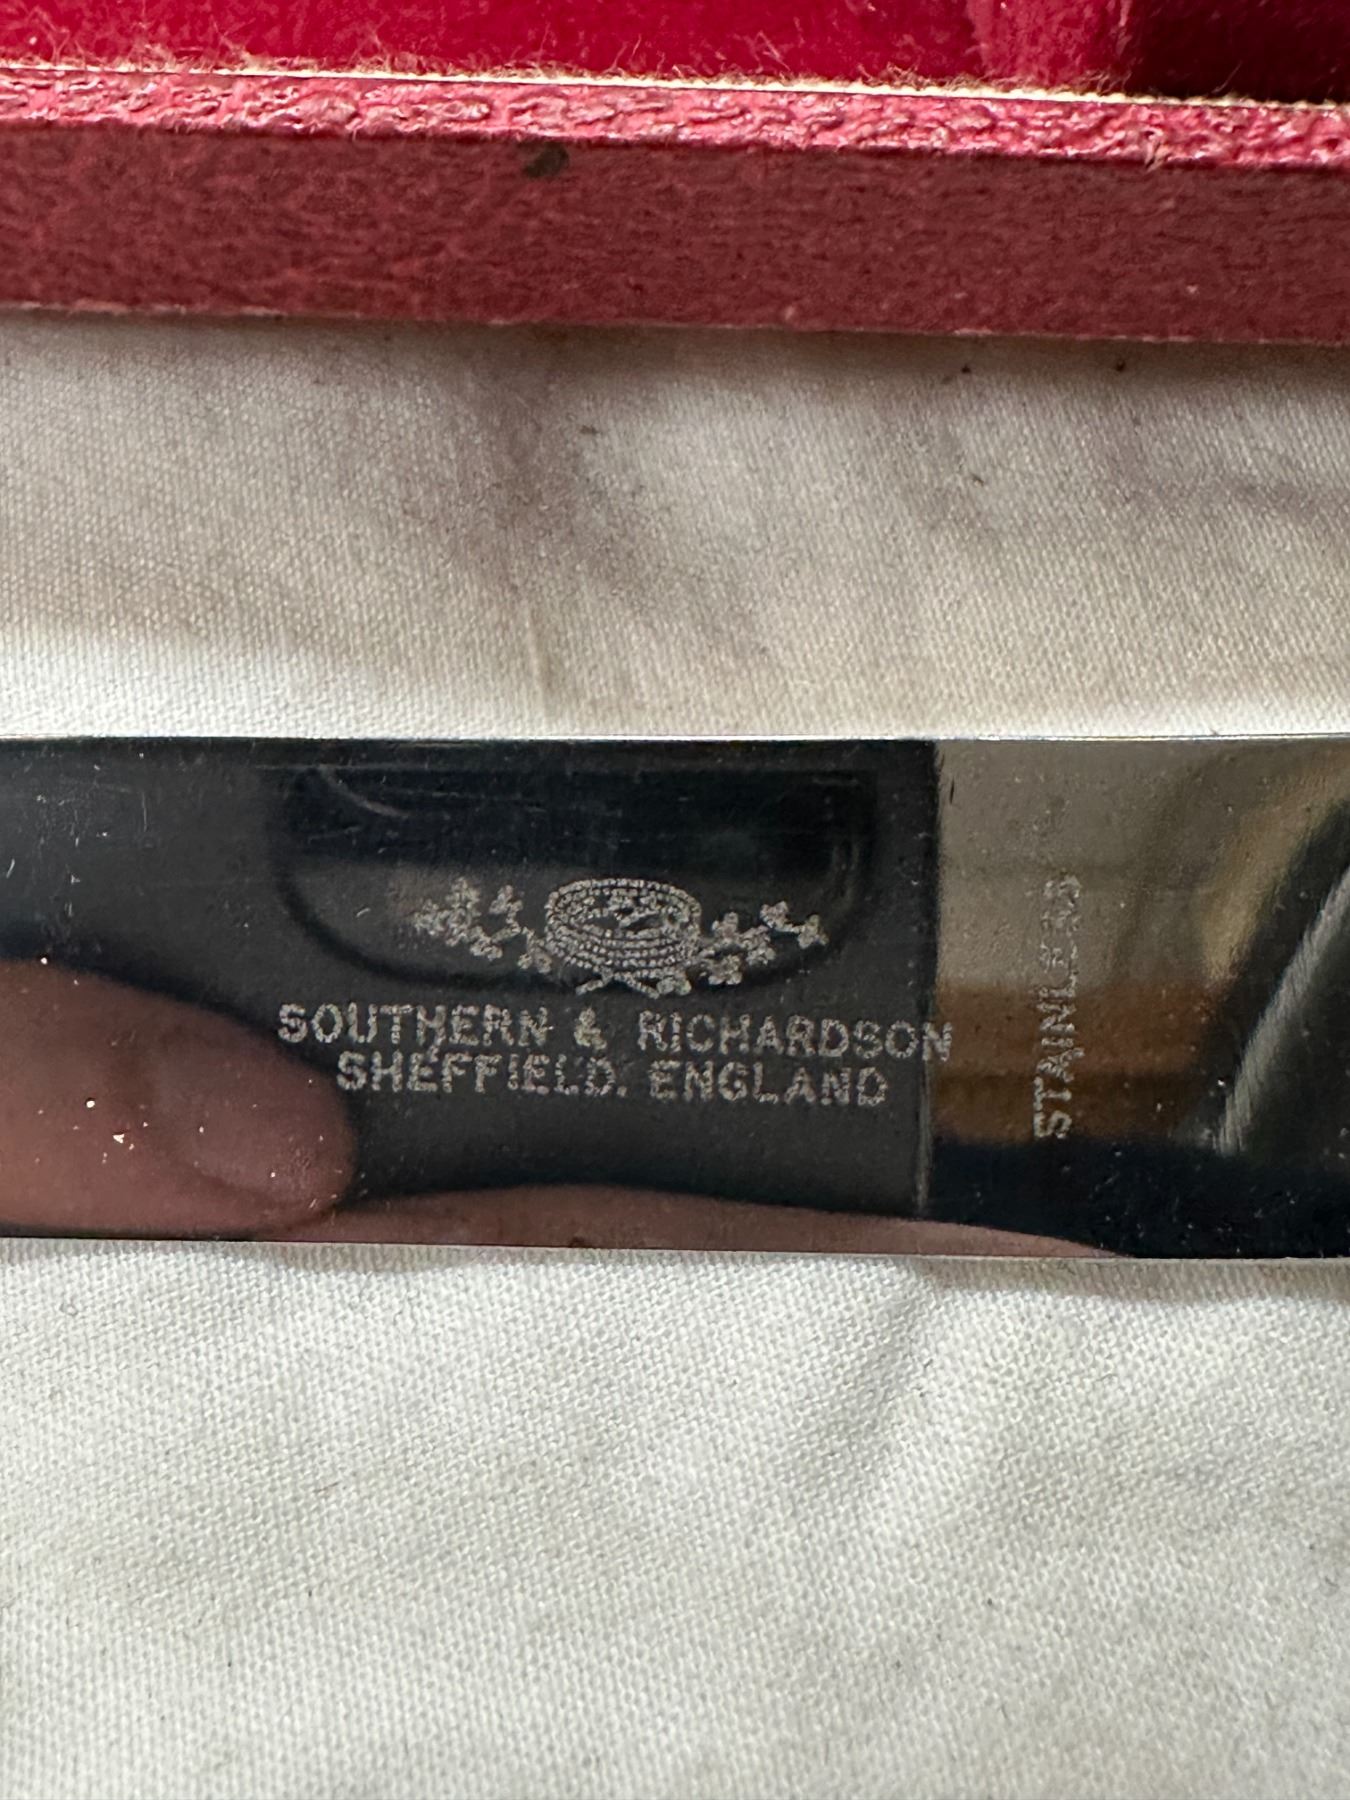 SOUTHERN & RICHARDSON
SHEFFIELD. ENGLAND
STAINLESS